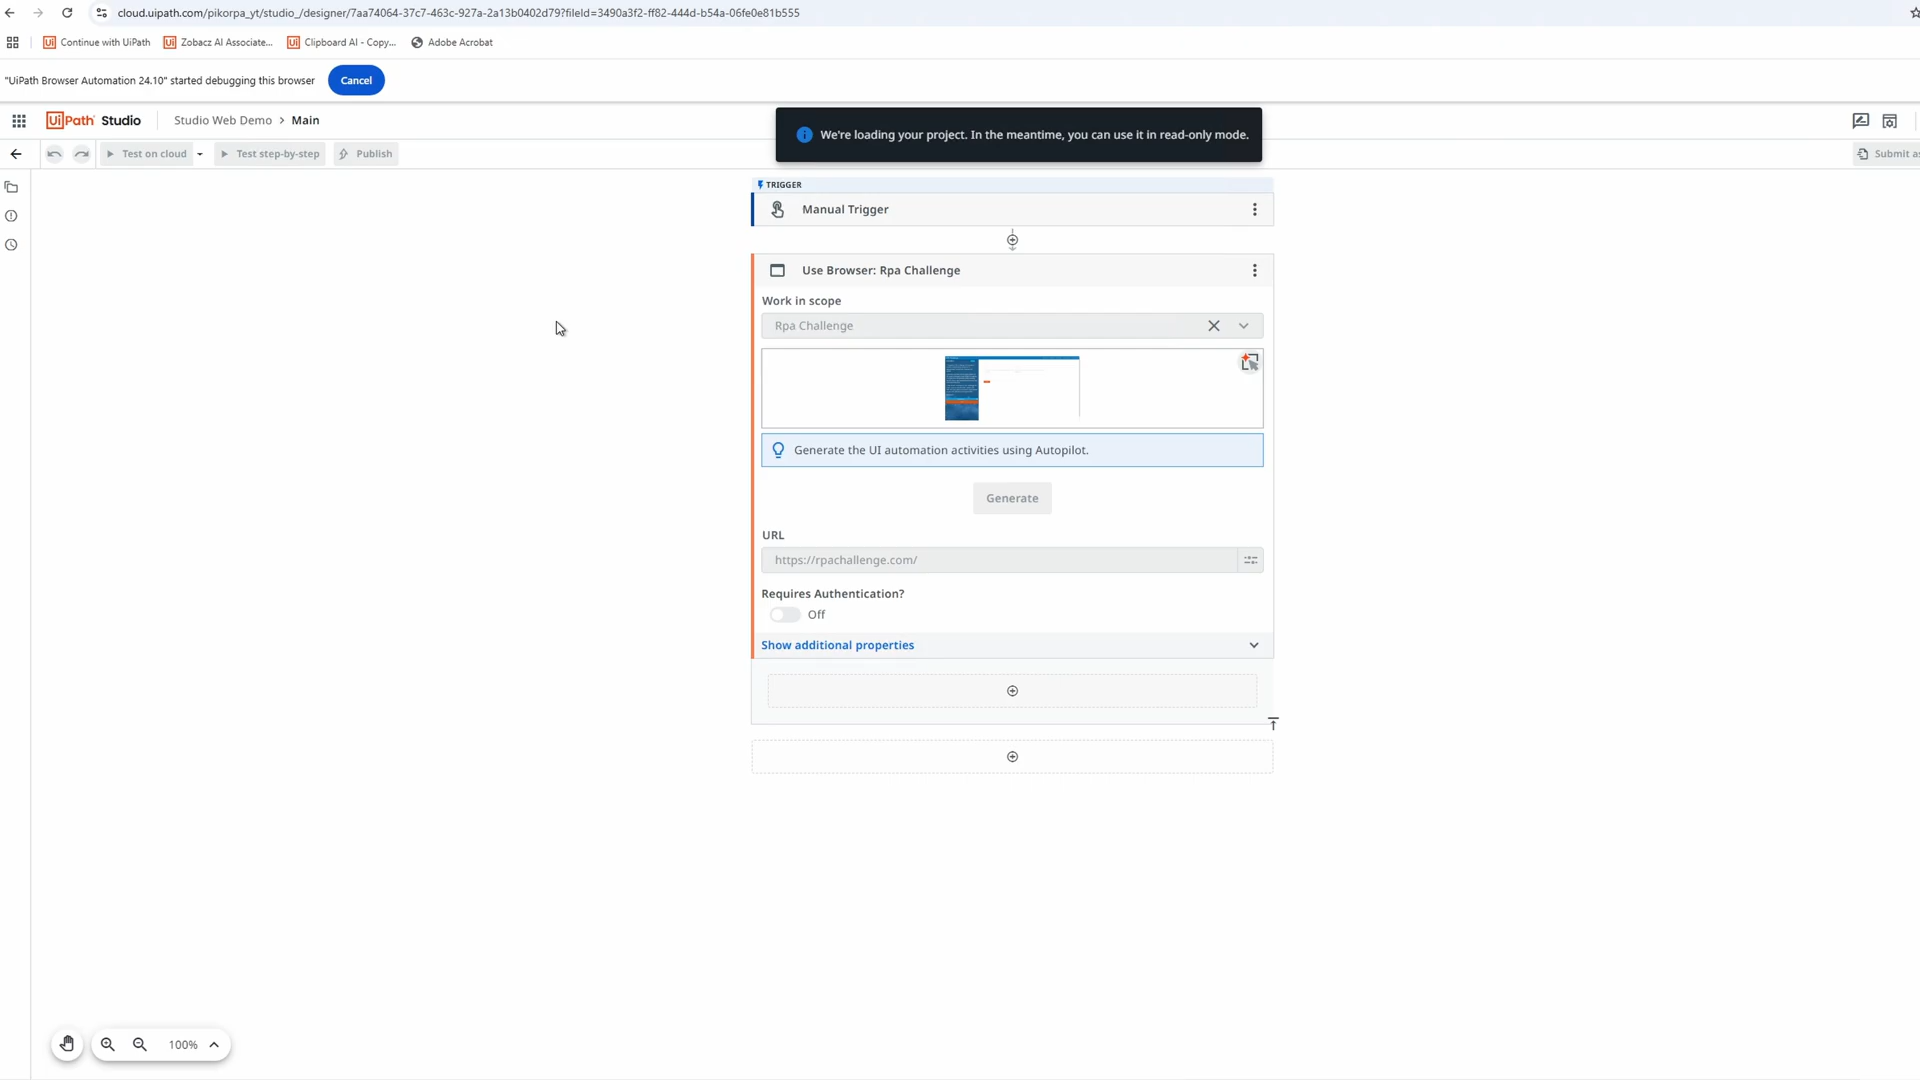 cloud.uipath.com/pikorpa_yt/studio_/designer/7aa74064-37c7-463c-927a-2a13b0402d79?fileId=3490a3f2-ff82-444d-b54a-06fe0e81b555
Continue with UiPath
Zobacz AI Associate...
Clipboard AI - Copy...
Adobe Acrobat
"UiPath Browser Automation 24.10" started debugging this browser
Cancel
UiPath Studio
Studio Web Demo > Main
We're loading your project. In the meantime, you can use it in read-only mode.
Test on cloud
Test step-by-step
Publish
Submit as
TRIGGER
Manual Trigger
Use Browser: Rpa Challenge
Work in scope
Rpa Challenge
Generate the UI automation activities using Autopilot.
Generate
URL
https://rpachallenge.com/
Requires Authentication?
Off
Show additional properties
100%